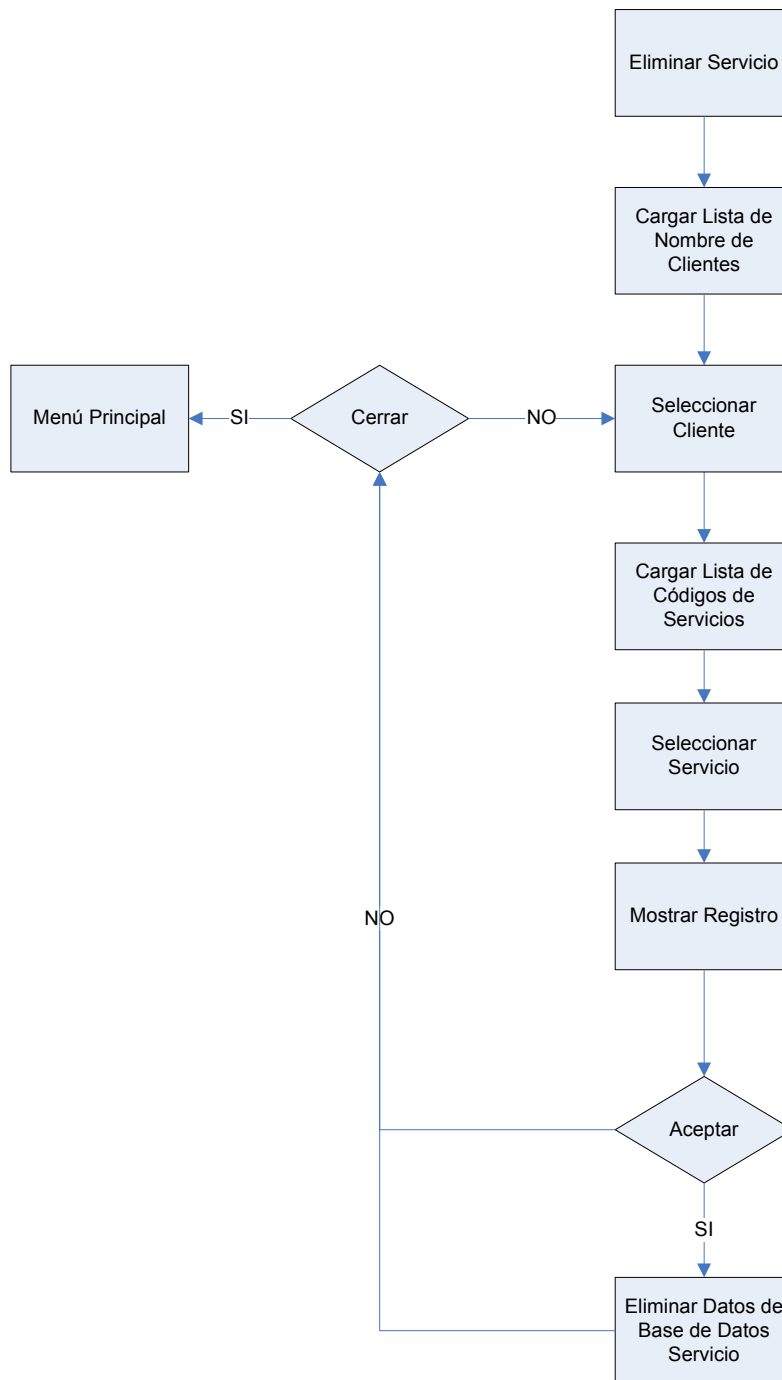 Eliminar Servicio
Cargar Lista de
Nombre de
Clientes
Menú Principal
SI
Cerrar
NO
Seleccionar
Cliente
Cargar Lista de
Códigos de
Servicios
Seleccionar
Servicio
Mostrar Registro
NO
Aceptar
SI
Eliminar Datos de
Base de Datos
Servicio